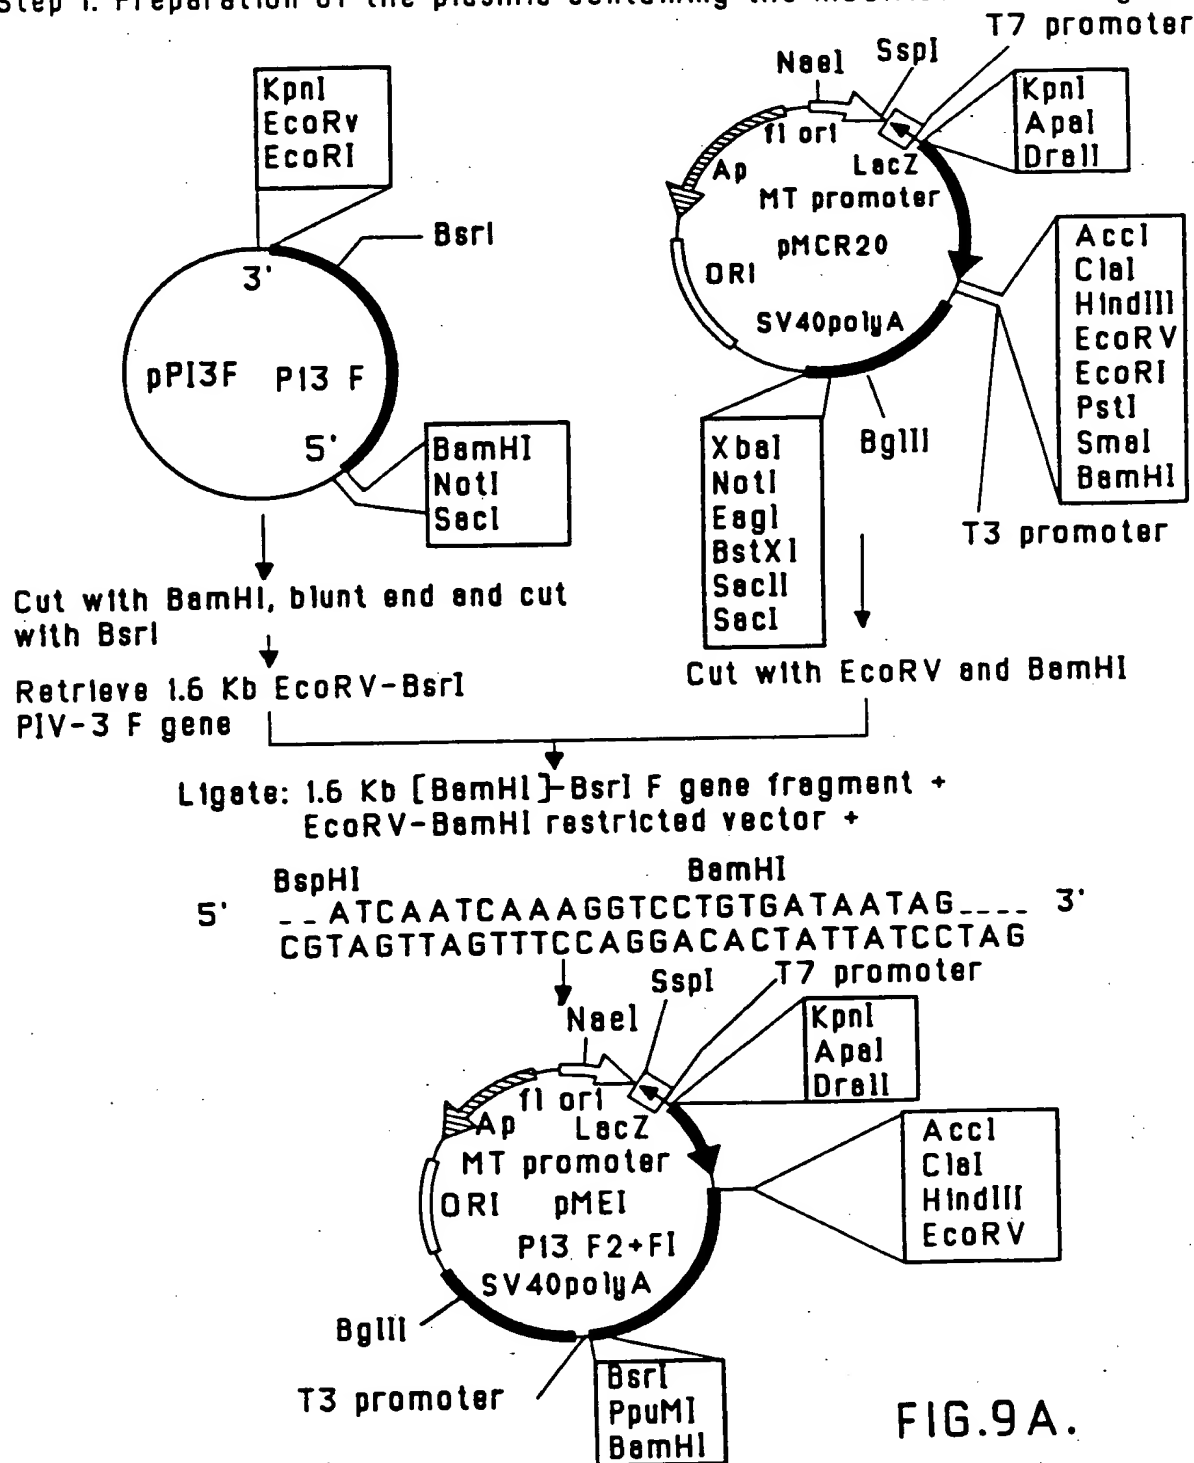 Step 1. Preparation of the plasmid containing the modified
T7 promoter
SspI
NaeI
KpnI
EcoRv
EcoRI
KpnI
ApaI
DraII
f1 ori
LacZ
Ap
MT promoter
BsrI
pMCR20
ORI
SV40polyA
AccI
ClaI
HindIII
EcoRV
EcoRI
PstI
SmaI
BamHI
3'
pPI3F
P13 F
5'
BamHI
NotI
SacI
XbaI
NotI
EagI
BstXI
SacII
SacI
BglII
T3 promoter
Cut with BamHI, blunt end and cut
with BsrI
Retrieve 1.6 Kb EcoRV-BsrI
PIV-3 F gene
Cut with EcoRV and BamHI
Ligate: 1.6 Kb [BamHI]-BsrI F gene fragment +
EcoRV-BamHI restricted vector +
BspHI BamHI
5' _ _ ATCAATCAAAGGTCCTGTGATAATAG_ _ _ _ 3'
CGTAGTTAGTTTCCAGGACACTATTATCCTAG
SspI
T7 promoter
NaeI
KpnI
ApaI
DraII
f1 ori
Ap
LacZ
MT promoter
ORI
pMEI
P13 F2+FI
SV40polyA
AccI
ClaI
HindIII
EcoRV
BglII
T3 promoter
BsrI
PpuMI
BamHI
FIG.9A.